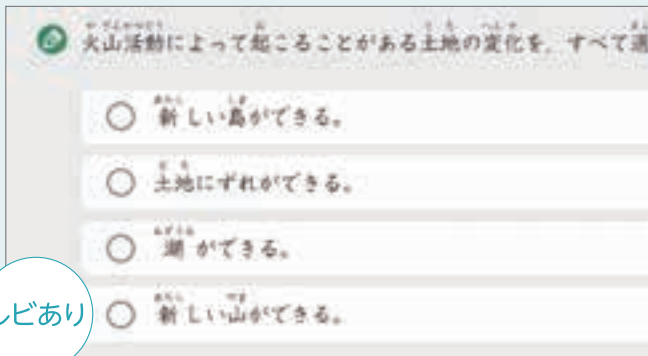 火山活動によって起こることがある土地の変化を、すべて選
新しい島ができる。
土地にずれができる。
湖ができる。
新しい山ができる。
ルビあり